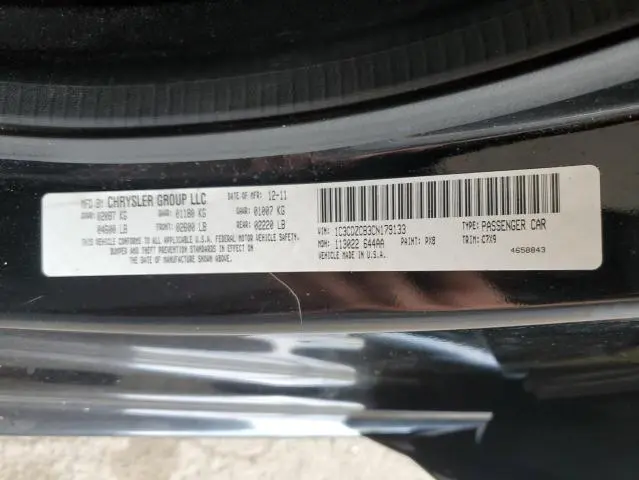 MFG BY: CHRYSLER GROUP LLC DATE OF MFR: 12-11
GVWR: 02087 KG GAWR: 01180 KG GAWR: 01007 KG
04600 LB FRONT: 02600 LB REAR: 02220 LB
THIS VEHICLE CONFORMS TO ALL APPLICABLE U.S.A. FEDERAL MOTOR VEHICLE SAFETY,
BUMPER AND THEFT PREVENTION STANDARDS IN EFFECT ON
THE DATE OF MANUFACTURE SHOWN ABOVE.
VIN: 1C3CDZCB3CN179133 TYPE: PASSENGER CAR
MDH: 113022 644AA PAINT: PX8 TRIM: C7X9
VEHICLE MADE IN U.S.A. 4658843